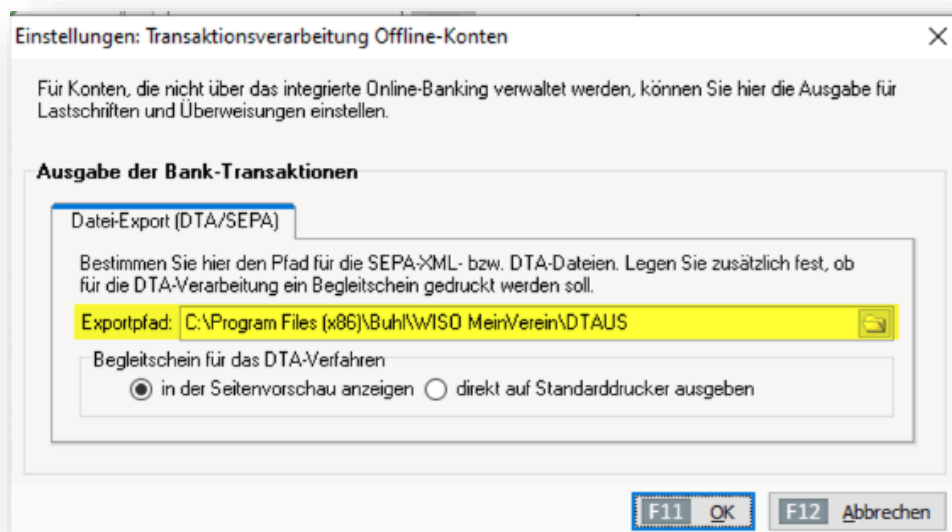 Einstellungen: Transaktionsverarbeitung Offline-Konten
Für Konten, die nicht über das integrierte Online-Banking verwaltet werden, können Sie hier die Ausgabe für
Lastschriften und Überweisungen einstellen.
Ausgabe der Bank-Transaktionen
Datei-Export (DTA/SEPA)
Bestimmen Sie hier den Pfad für die SEPA-XML- bzw. DTA-Dateien. Legen Sie zusätzlich fest, ob
für die DTA-Verarbeitung ein Begleitschein gedruckt werden soll.
Exportpfad: C:\Program Files (x86)\Buhl\WISO MeinVerein\DTAUS
Begleitschein für das DTA-Verfahren
in der Seitenvorschau anzeigen direkt auf Standarddrucker ausgeben
F11 OK F12 Abbrechen